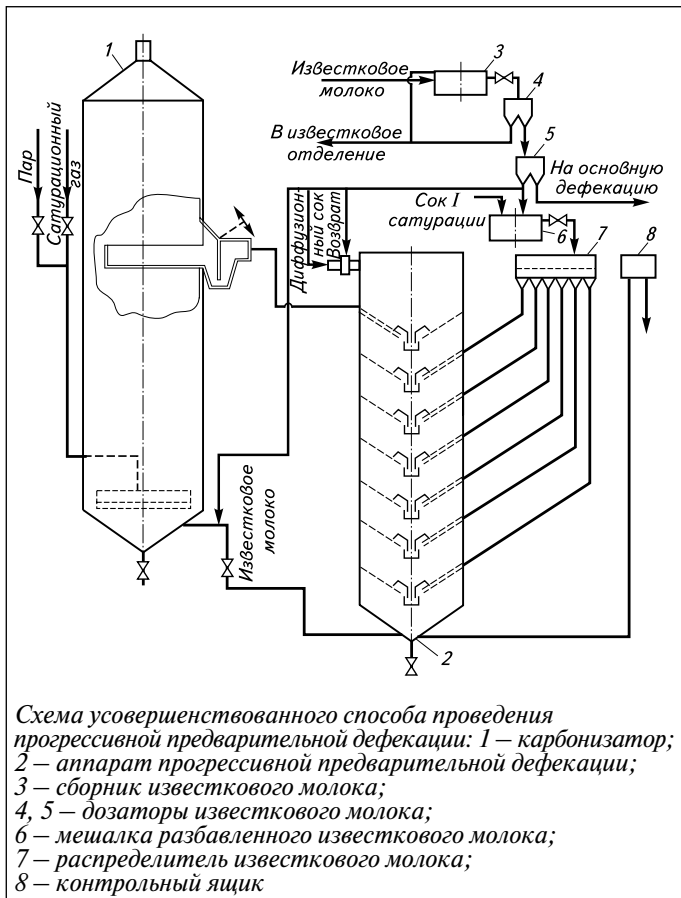 1
Известковое
молоко
3
4
В известковое
отделение
5
На основную
дефекацию
Пар
Сатурационный
газ
Диффузион-
ный сок
Возврат
Сок I
сатурации
6
7
8
Известковое
молоко
2
Схема усовершенствованного способа проведения
прогрессивной предварительной дефекации: 1 – карбонизатор;
2 – аппарат прогрессивной предварительной дефекации;
3 – сборник известкового молока;
4, 5 – дозаторы известкового молока;
6 – мешалка разбавленного известкового молока;
7 – распределитель известкового молока;
8 – контрольный ящик